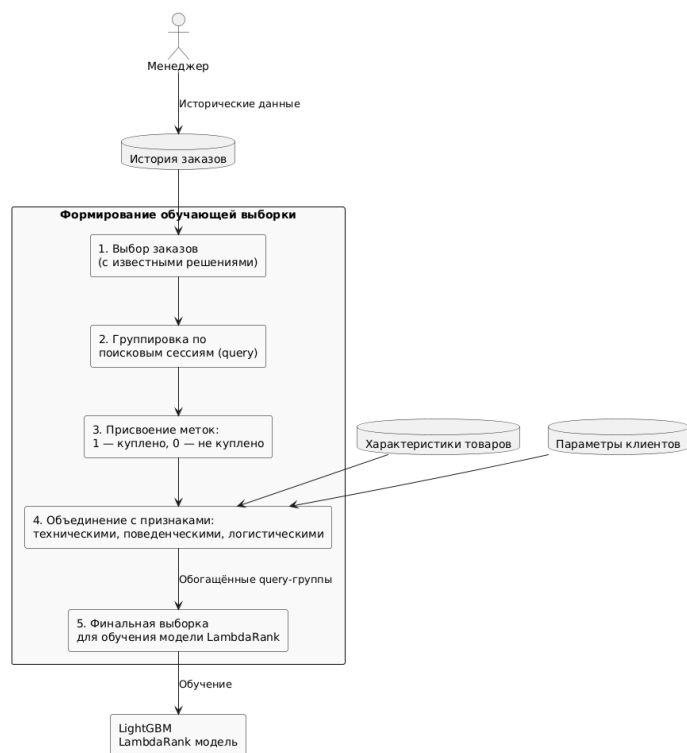 Менеджер
Исторические данные
История заказов
Формирование обучающей выборки
1. Выбор заказов
(с известными решениями)
2. Группировка по
поисковым сессиям (query)
3. Присвоение меток:
1 — куплено, 0 — не куплено
Характеристики товаров
Параметры клиентов
4. Объединение с признаками:
техническими, поведенческими, логистическими
Обогащённые query-группы
5. Финальная выборка
для обучения модели LambdaRank
Обучение
LightGBM
LambdaRank модель